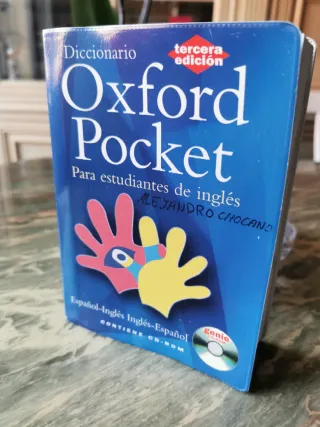 Diccionario
tercera
edición
Oxford
Pocket
Para estudiantes de inglés
ALEJANDRO CHOCANO
Español-Inglés Inglés-Español
CONTIENE CD-ROM
genie